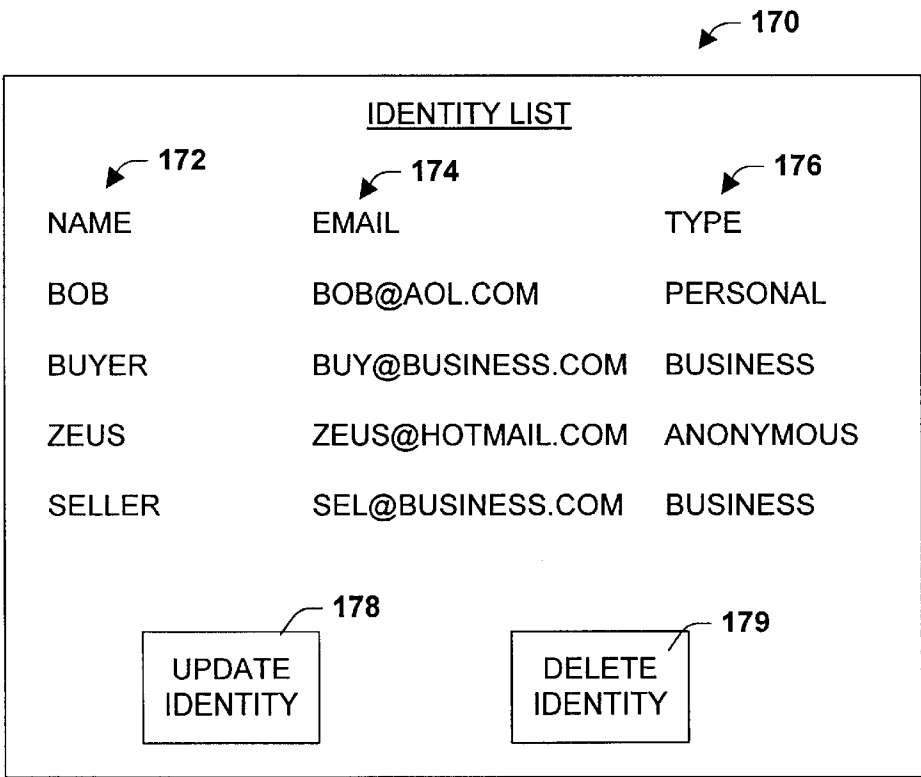 170
IDENTITY LIST
172 174 176
NAME EMAIL TYPE
BOB BOB@AOL.COM PERSONAL
BUYER BUY@BUSINESS.COM BUSINESS
ZEUS ZEUS@HOTMAIL.COM ANONYMOUS
SELLER SEL@BUSINESS.COM BUSINESS
178 179
UPDATE DELETE
IDENTITY IDENTITY